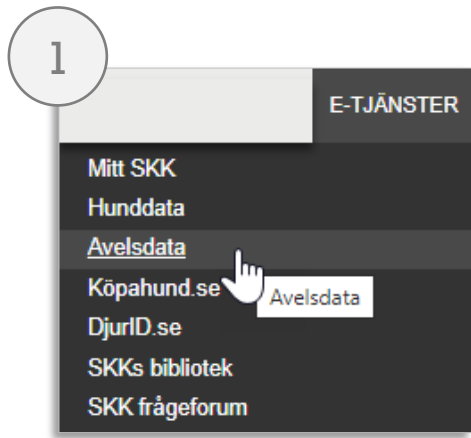 1
E-TJÄNSTER
Mitt SKK
Hunddata
Avelsdata
Köpahund.se
Avelsdata
DjurID.se
SKKs bibliotek
SKK frågeforum